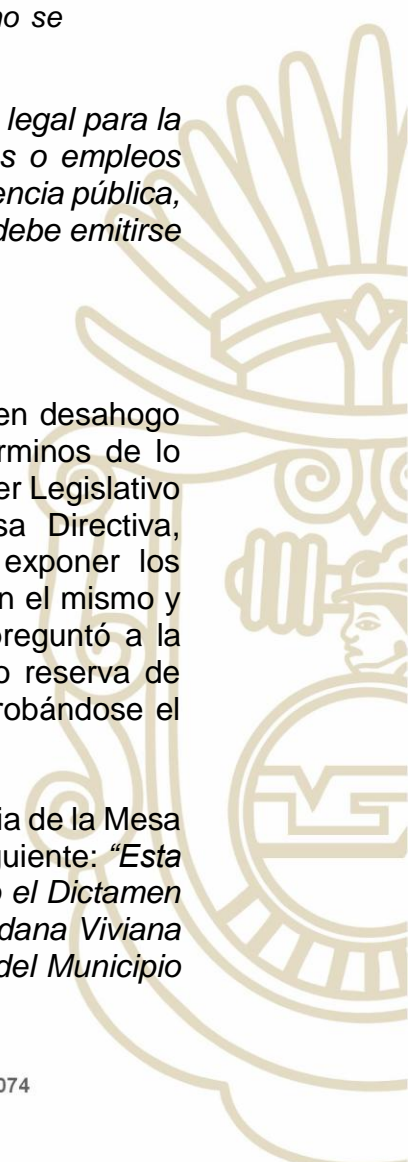 no se
legal para la
s o empleos
encia pública,
debe emitirse
en desahogo
rminos de lo
er Legislativo
sa Directiva,
exponer los
n el mismo y
preguntó a la
o reserva de
robándose el
ia de la Mesa
guiente: “Esta
o el Dictamen
dana Viviana
del Municipio
074